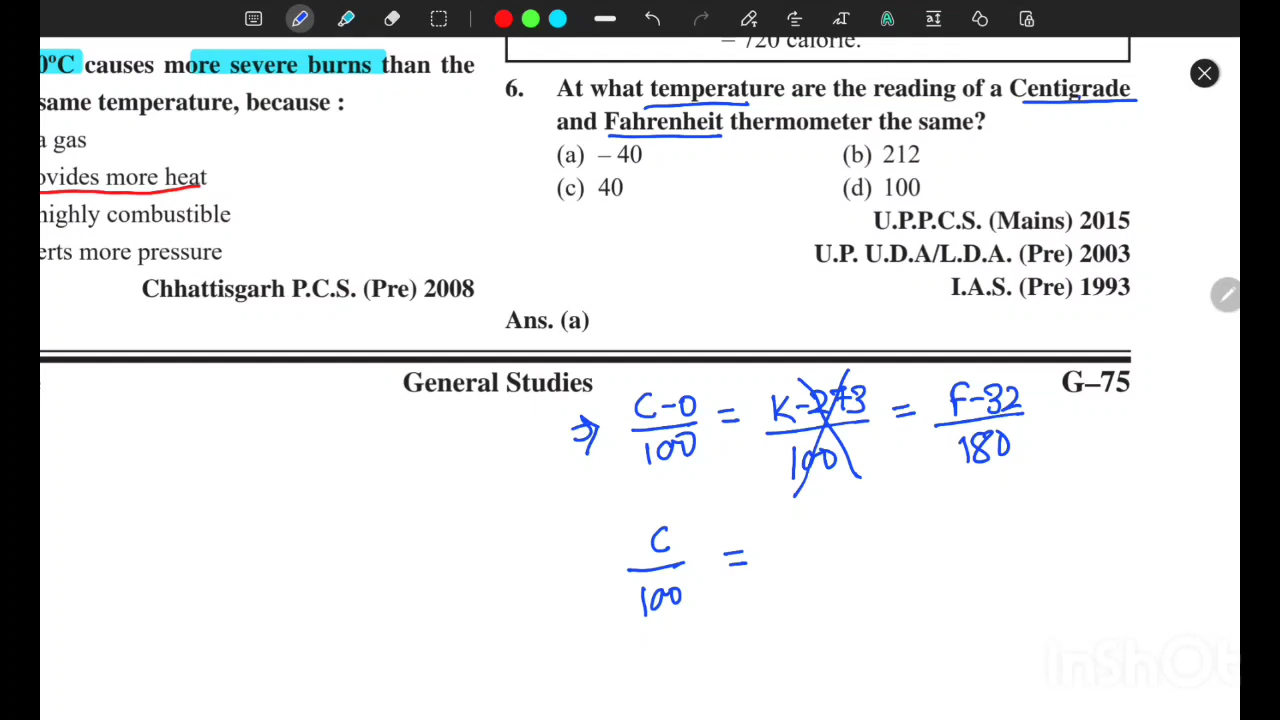 0ºC causes more severe burns than the
same temperature, because :
a gas
ovides more heat
highly combustible
erts more pressure
Chhattisgarh P.C.S. (Pre) 2008
– 720 calorie.
6. At what temperature are the reading of a Centigrade
and Fahrenheit thermometer the same?
(a) – 40 (b) 212
(c) 40 (d) 100
U.P.P.C.S. (Mains) 2015
U.P. U.D.A/L.D.A. (Pre) 2003
I.A.S. (Pre) 1993
Ans. (a)
General Studies G–75
⇒ C-0/100 = K-273/100 = F-32/180
C/100 =
InShOt